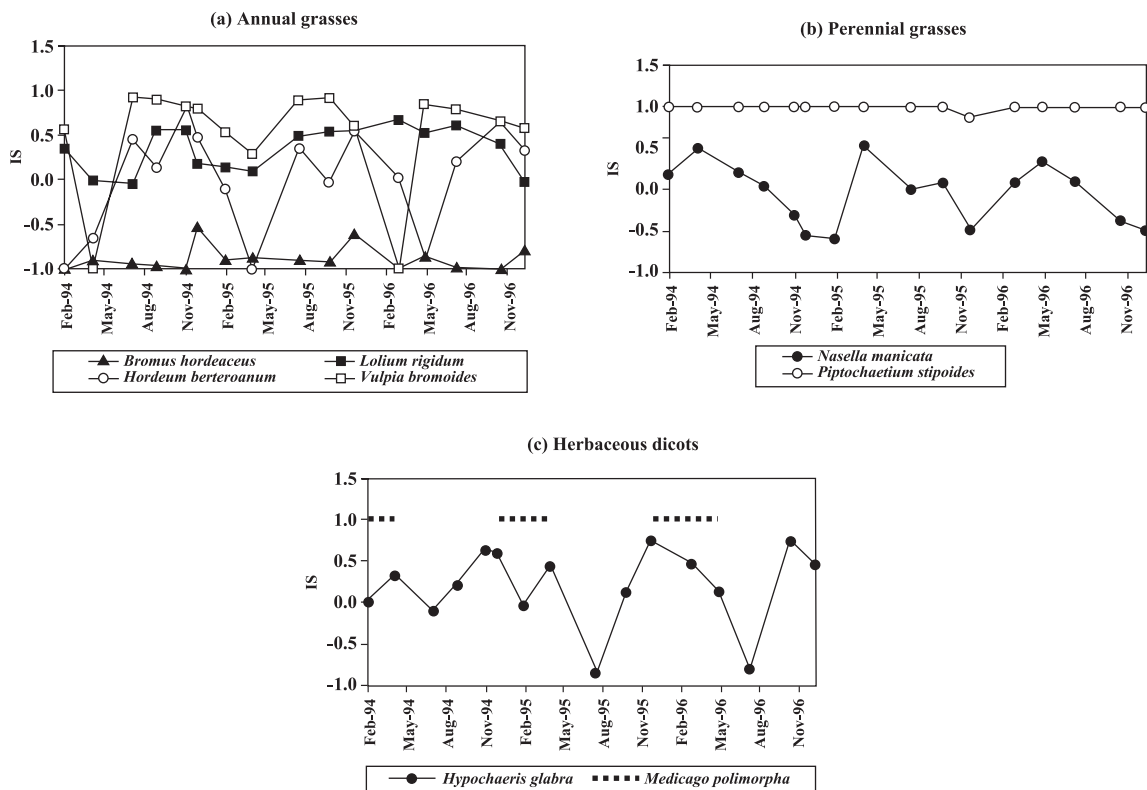 (a) Annual grasses
1.5
1.0
0.5
0.0
-0.5
-1.0
IS
Feb-94
May-94
Aug-94
Nov-94
Feb-95
May-95
Aug-95
Nov-95
Feb-96
May-96
Aug-96
Nov-96
Bromus hordeaceus
Lolium rigidum
Hordeum berteroanum
Vulpia bromoides
(b) Perennial grasses
1.5
1.0
0.5
0.0
-0.5
-1.0
IS
Feb-94
May-94
Aug-94
Nov-94
Feb-95
May-95
Aug-95
Nov-95
Feb-96
May-96
Aug-96
Nov-96
Nasella manicata
Piptochaetium stipoides
(c) Herbaceous dicots
1.5
1.0
0.5
0.0
-0.5
-1.0
IS
Feb-94
May-94
Aug-94
Nov-94
Feb-95
May-95
Aug-95
Nov-95
Feb-96
May-96
Aug-96
Nov-96
Hypochaeris glabra
Medicago polimorpha